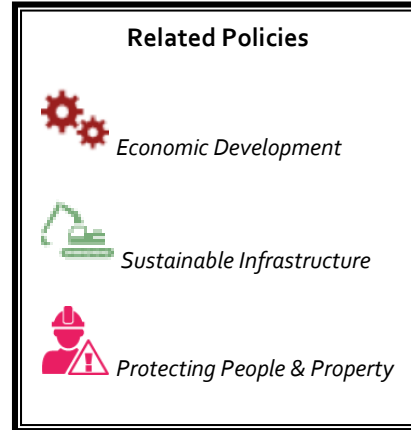 Related Policies
Economic Development
Sustainable Infrastructure
Protecting People & Property